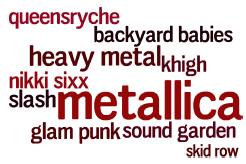 queensryche
backyard babies
heavy metal
khigh
nikki sixx
slash
metallica
glam punk
sound garden
skid row